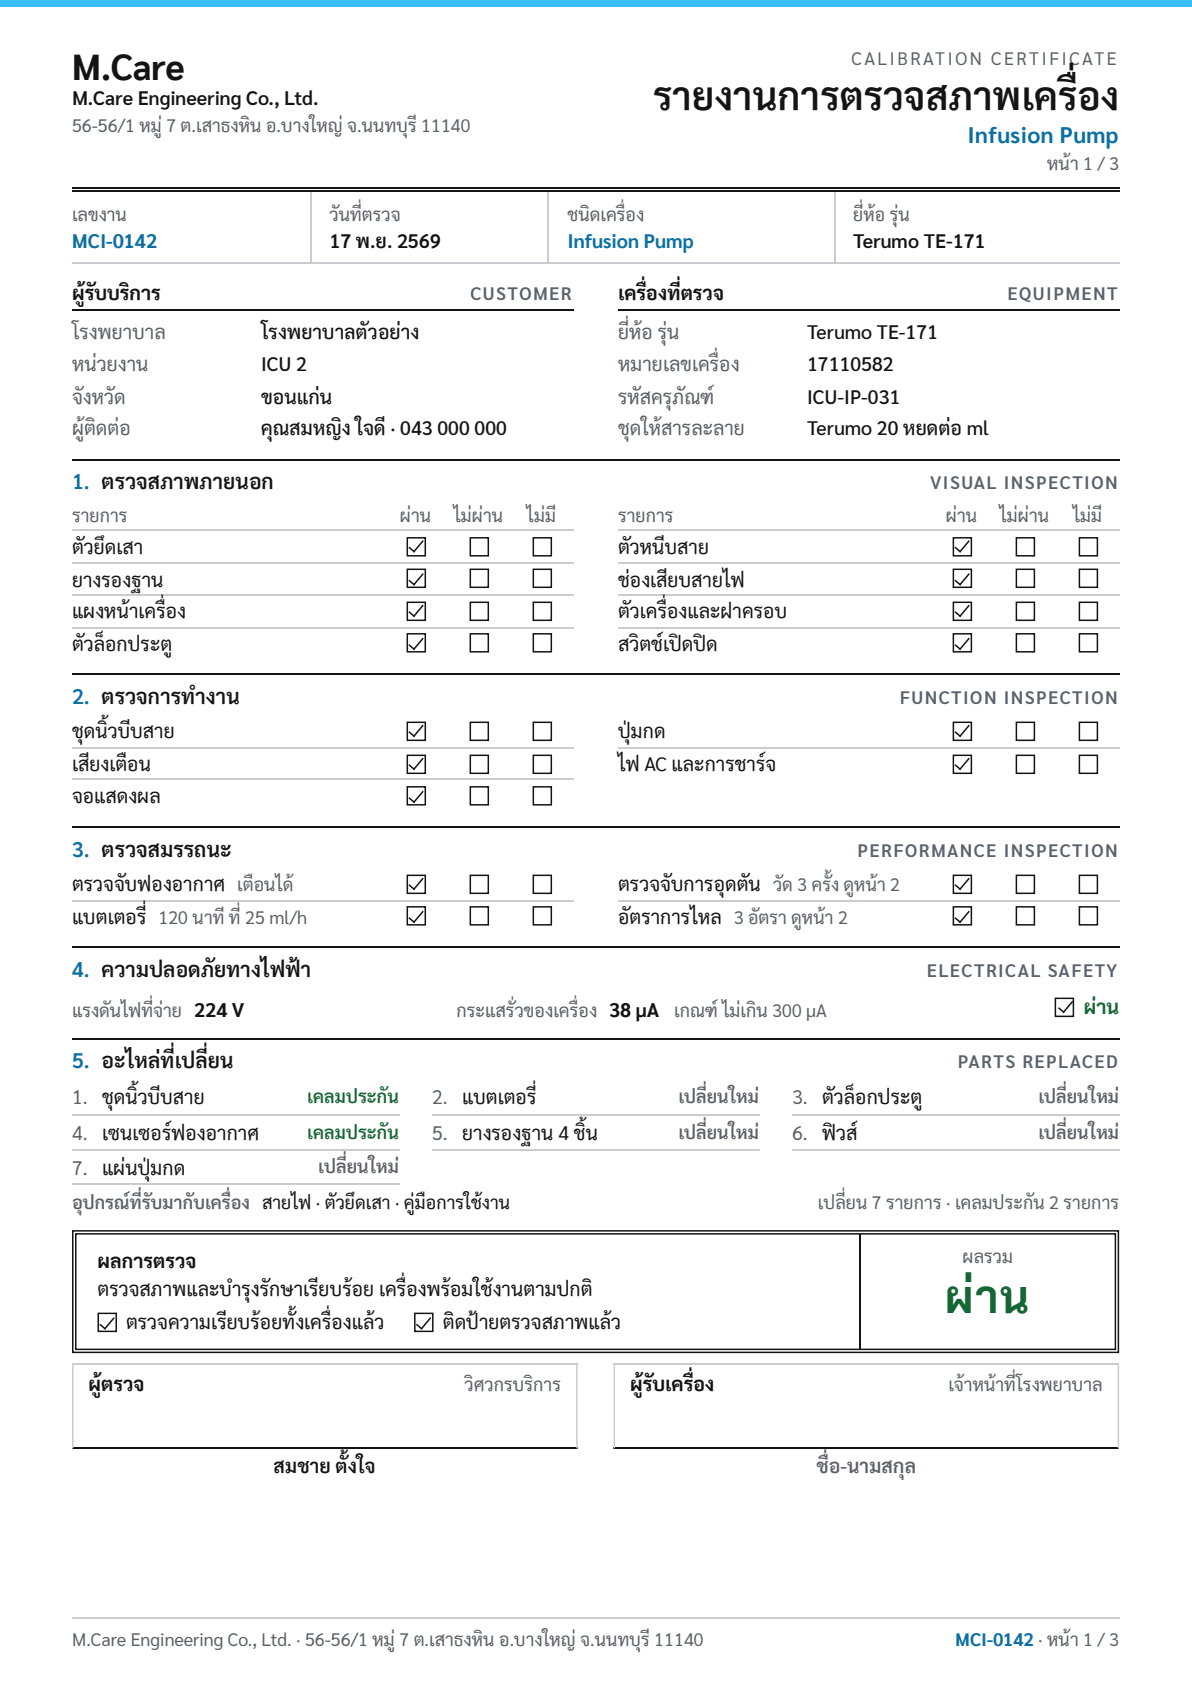 M.Care
M.Care Engineering Co., Ltd.
56-56/1 หมู่ 7 ต.เสาธงหิน อ.บางใหญ่ จ.นนทบุรี 11140
CALIBRATION CERTIFICATE
รายงานการตรวจสภาพเครื่อง
Infusion Pump
หน้า 1 / 3
เลขงาน วันที่ตรวจ ชนิดเครื่อง ยี่ห้อ รุ่น
MCI-0142 17 พ.ย. 2569 Infusion Pump Terumo TE-171
ผู้รับบริการ CUSTOMER
โรงพยาบาล โรงพยาบาลตัวอย่าง
หน่วยงาน ICU 2
จังหวัด ขอนแก่น
ผู้ติดต่อ คุณสมหญิง ใจดี · 043 000 000
เครื่องที่ตรวจ EQUIPMENT
ยี่ห้อ รุ่น Terumo TE-171
หมายเลขเครื่อง 17110582
รหัสครุภัณฑ์ ICU-IP-031
ชุดให้สารละลาย Terumo 20 หยดต่อ ml
1. ตรวจสภาพภายนอก VISUAL INSPECTION
รายการ ผ่าน ไม่ผ่าน ไม่มี รายการ ผ่าน ไม่ผ่าน ไม่มี
ตัวยึดเสา ☑ ☐ ☐ ตัวหนีบสาย ☑ ☐ ☐
ยางรองฐาน ☑ ☐ ☐ ช่องเสียบสายไฟ ☑ ☐ ☐
แผงหน้าเครื่อง ☑ ☐ ☐ ตัวเครื่องและฝาครอบ ☑ ☐ ☐
ตัวล็อกประตู ☑ ☐ ☐ สวิตช์เปิดปิด ☑ ☐ ☐
2. ตรวจการทำงาน FUNCTION INSPECTION
ชุดนิ้วบีบสาย ☑ ☐ ☐ ปุ่มกด ☑ ☐ ☐
เสียงเตือน ☑ ☐ ☐ ไฟ AC และการชาร์จ ☑ ☐ ☐
จอแสดงผล ☑ ☐ ☐
3. ตรวจสมรรถนะ PERFORMANCE INSPECTION
ตรวจจับฟองอากาศ เตือนได้ ☑ ☐ ☐ ตรวจจับการอุดตัน วัด 3 ครั้ง ดูหน้า 2 ☑ ☐ ☐
แบตเตอรี่ 120 นาที ที่ 25 ml/h ☑ ☐ ☐ อัตราการไหล 3 อัตรา ดูหน้า 2 ☑ ☐ ☐
4. ความปลอดภัยทางไฟฟ้า ELECTRICAL SAFETY
แรงดันไฟที่จ่าย 224 V กระแสรั่วของเครื่อง 38 µA เกณฑ์ ไม่เกิน 300 µA ☑ ผ่าน
5. อะไหล่ที่เปลี่ยน PARTS REPLACED
1. ชุดนิ้วบีบสาย เคลมประกัน 2. แบตเตอรี่ เปลี่ยนใหม่ 3. ตัวล็อกประตู เปลี่ยนใหม่
4. เซนเซอร์ฟองอากาศ เคลมประกัน 5. ยางรองฐาน 4 ชิ้น เปลี่ยนใหม่ 6. ฟิวส์ เปลี่ยนใหม่
7. แผ่นปุ่มกด เปลี่ยนใหม่
อุปกรณ์ที่รับมากับเครื่อง สายไฟ · ตัวยึดเสา · คู่มือการใช้งาน เปลี่ยน 7 รายการ · เคลมประกัน 2 รายการ
ผลการตรวจ
ตรวจสภาพและบำรุงรักษาเรียบร้อย เครื่องพร้อมใช้งานตามปกติ
☑ ตรวจความเรียบร้อยทั้งเครื่องแล้ว ☑ ติดป้ายตรวจสภาพแล้ว
ผลรวม
ผ่าน
ผู้ตรวจ วิศวกรบริการ ผู้รับเครื่อง เจ้าหน้าที่โรงพยาบาล
สมชาย ตั้งใจ ชื่อ-นามสกุล
M.Care Engineering Co., Ltd. · 56-56/1 หมู่ 7 ต.เสาธงหิน อ.บางใหญ่ จ.นนทบุรี 11140 MCI-0142 · หน้า 1 / 3